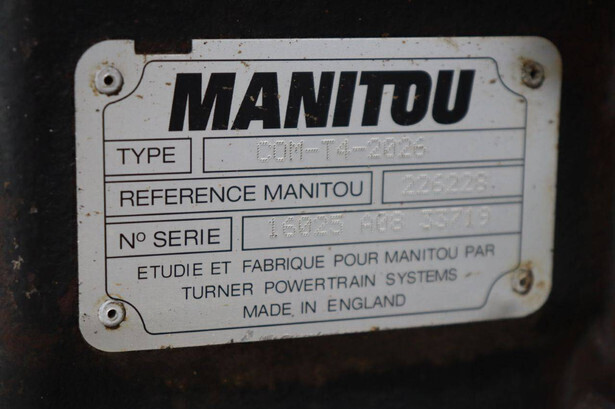 MANITOU
TYPE COM-T4-2026
REFERENCE MANITOU 226228
Nº SERIE 16025 A08 33719
ETUDIE ET FABRIQUE POUR MANITOU PAR
TURNER POWERTRAIN SYSTEMS
MADE IN ENGLAND